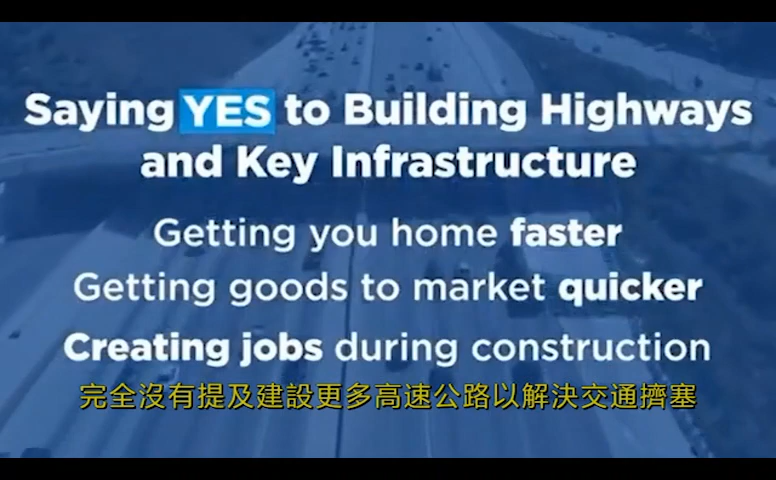 Saying YES to Building Highways
and Key Infrastructure
Getting you home faster
Getting goods to market quicker
Creating jobs during construction
完全沒有提及建設更多高速公路以解決交通擠塞